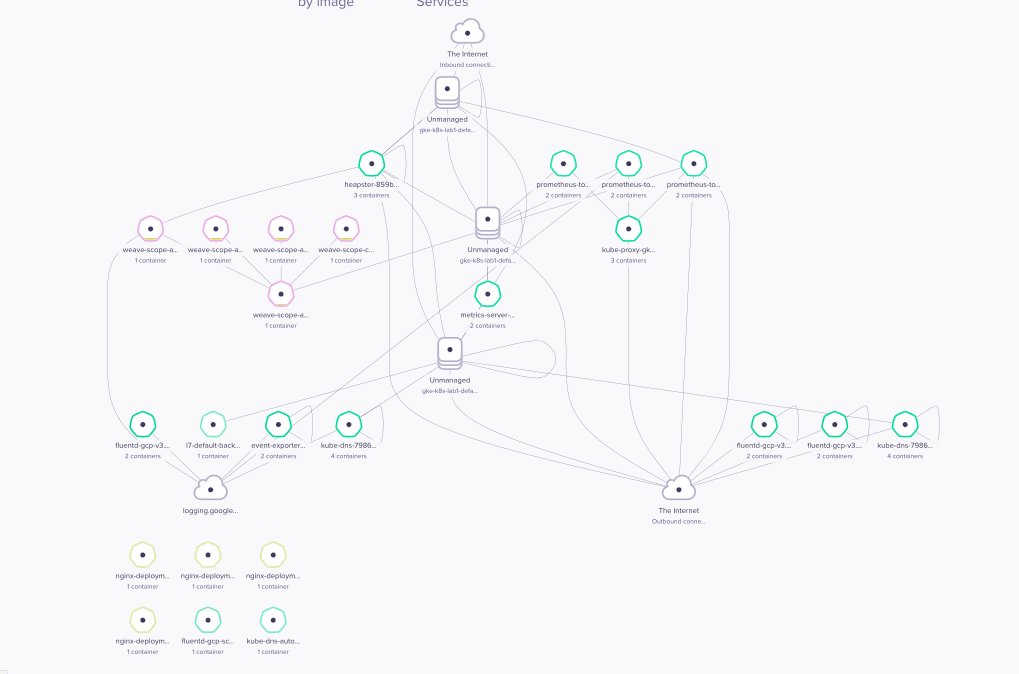 by Image Services
The Internet
Inbound connecti...
Unmanaged
gke-k8s-lab1-defa...
heapster-859b...
3 containers
prometheus-to...
2 containers
prometheus-to...
2 containers
prometheus-to...
2 containers
weave-scope-a...
1 container
weave-scope-a...
1 container
weave-scope-a...
1 container
weave-scope-c...
1 container
Unmanaged
gke-k8s-lab1-defa...
kube-proxy-gk...
3 containers
weave-scope-a...
1 container
metrics-server-...
2 containers
Unmanaged
gke-k8s-lab1-defa...
fluentd-gcp-v3....
2 containers
l7-default-back...
1 container
event-exporter...
2 containers
kube-dns-7986...
4 containers
fluentd-gcp-v3....
2 containers
fluentd-gcp-v3....
2 containers
kube-dns-7986...
4 containers
logging.google...
The Internet
Outbound conne...
nginx-deploym...
1 container
nginx-deploym...
1 container
nginx-deploym...
1 container
nginx-deploym...
1 container
fluentd-gcp-sc...
1 container
kube-dns-auto...
1 container